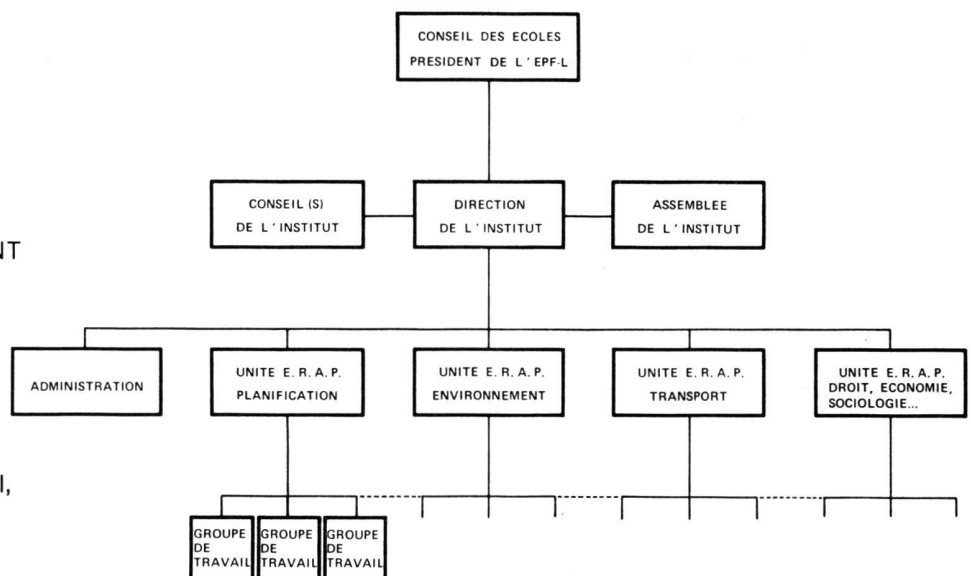 CONSEIL DES ECOLES
PRESIDENT DE L'EPF-L
CONSEIL (S)
DE L'INSTITUT
DIRECTION
DE L'INSTITUT
ASSEMBLEE
DE L'INSTITUT
ADMINISTRATION
UNITE E.R.A.P.
PLANIFICATION
UNITE E.R.A.P.
ENVIRONNEMENT
UNITE E.R.A.P.
TRANSPORT
UNITE E.R.A.P.
DROIT, ECONOMIE,
SOCIOLOGIE...
GROUPE
DE
TRAVAIL
GROUPE
DE
TRAVAIL
GROUPE
DE
TRAVAIL